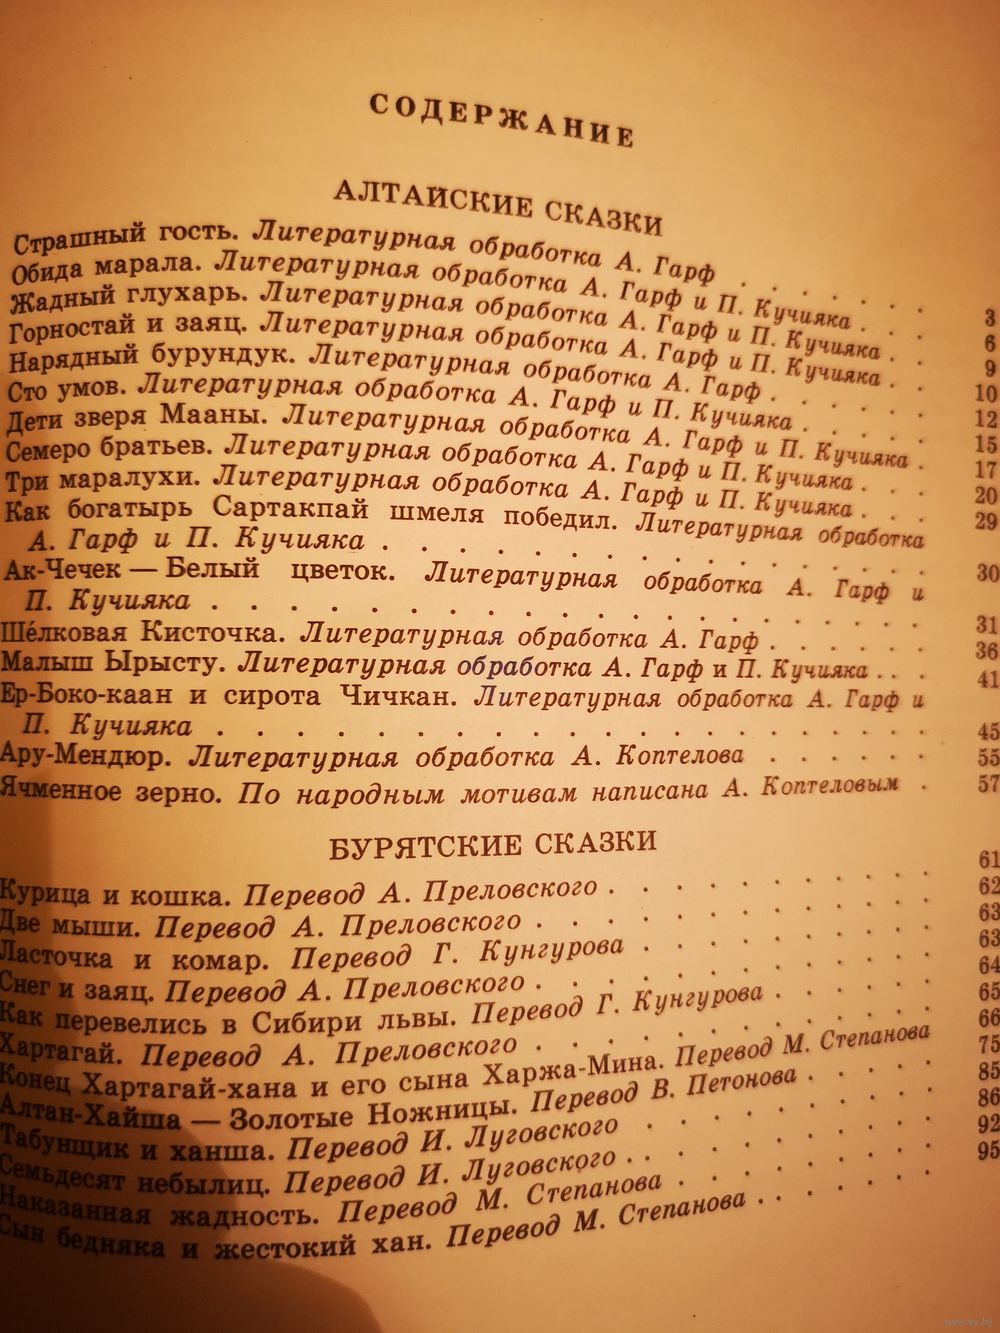 СОДЕРЖАНИЕ
АЛТАЙСКИЕ СКАЗКИ
Страшный гость. Литературная обработка А. Гарф . . . . . . 3
Обида марала. Литературная обработка А. Гарф и П. Кучияка . . . 6
Жадный глухарь. Литературная обработка А. Гарф и П. Кучияка . . 9
Горностай и заяц. Литературная обработка А. Гарф и П. Кучияка . . 10
Нарядный бурундук. Литературная обработка А. Гарф . . . . . . 12
Сто умов. Литературная обработка А. Гарф и П. Кучияка . . . . . 15
Дети зверя Мааны. Литературная обработка А. Гарф и П. Кучияка . 17
Семеро братьев. Литературная обработка А. Гарф и П. Кучияка . . . 20
Три маралухи. Литературная обработка А. Гарф и П. Кучияка . . . 29
Как богатырь Сартакпай шмеля победил. Литературная обработка
А. Гарф и П. Кучияка . . . . . . . . . . . . . . 30
Ак-Чечек — Белый цветок. Литературная обработка А. Гарф и
П. Кучияка . . . . . . . . . . . . . . . . . . 31
Шёлковая Кисточка. Литературная обработка А. Гарф . . . . . . 36
Малыш Ырысту. Литературная обработка А. Гарф и П. Кучияка . . . 41
Ер-Боко-каан и сирота Чичкан. Литературная обработка А. Гарф и
П. Кучияка . . . . . . . . . . . . . . . . . . 45
Ару-Мендюр. Литературная обработка А. Коптелова . . . . . . 55
Ячменное зерно. По народным мотивам написана А. Коптеловым . 57
БУРЯТСКИЕ СКАЗКИ
Курица и кошка. Перевод А. Преловского . . . . . . . . . . 61
Две мыши. Перевод А. Преловского . . . . . . . . . . . . 62
Ласточка и комар. Перевод Г. Кунгурова . . . . . . . . . 63
Снег и заяц. Перевод А. Преловского . . . . . . . . . . . . 63
Как перевелись в Сибири львы. Перевод Г. Кунгурова . . . . . 64
Хартагай. Перевод А. Преловского . . . . . . . . . . . . 65
Конец Хартагай-хана и его сына Харжа-Мина. Перевод М. Степанова 66
Алтан-Хайша — Золотые Ножницы. Перевод В. Петонова . . . . . 75
Табунщик и ханша. Перевод И. Луговского . . . . . . . . . 85
Семьдесят небылиц. Перевод И. Луговского . . . . . . . . . 86
Наказанная жадность. Перевод М. Степанова . . . . . . . . 92
Сын бедняка и жестокий хан. Перевод М. Степанова . . . . . . 95
www.ay.by